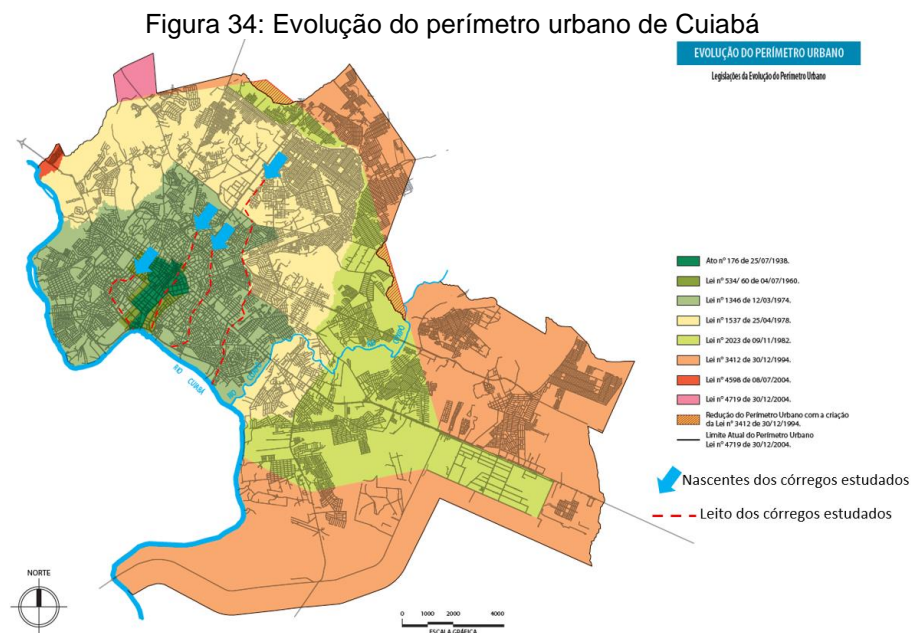 Figura 34: Evolução do perímetro urbano de Cuiabá
EVOLUÇÃO DO PERÍMETRO URBANO
Legislações da Evolução do Perímetro Urbano
Ato nº 176 de 25/07/1938.
Lei nº 534/ 60 de 04/07/1960.
Lei nº 1346 de 12/03/1974.
Lei nº 1537 de 25/04/1978.
Lei nº 2023 de 09/11/1982.
Lei nº 3412 de 30/12/1994.
Lei nº 4598 de 08/07/2004.
Lei nº 4719 de 30/12/2004.
Redução do Perímetro Urbano com a criação
da Lei nº 3412 de 30/12/1994.
Limite Atual do Perímetro Urbano
Lei nº 4719 de 30/12/2004.
Nascentes dos córregos estudados
Leito dos córregos estudados
RIO CUIABÁ
RIO
COXIPÓ
NORTE
0 1000 2000 4000
ESCALA GRÁFICA